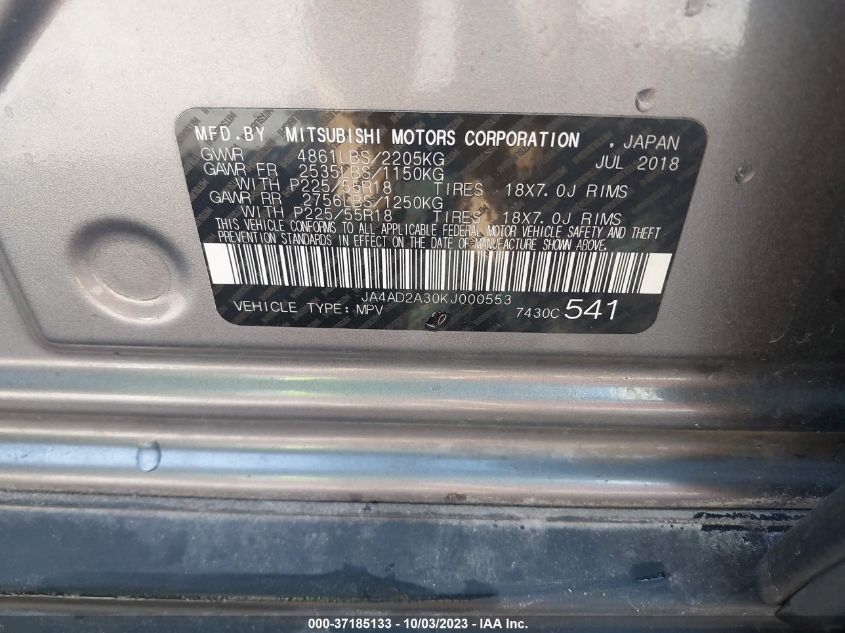 MFD.BY MITSUBISHI MOTORS CORPORATION , JAPAN
GVWR 4861LBS/2205KG JUL 2018
GAWR FR 2535LBS/1150KG
WITH P225/55R18 TIRES 18X7.0J RIMS
GAWR RR 2756LBS/1250KG
WITH P225/55R18 TIRES 18X7.0J RIMS
THIS VEHICLE CONFORMS TO ALL APPLICABLE FEDERAL MOTOR VEHICLE SAFETY AND THEFT
PREVENTION STANDARDS IN EFFECT ON THE DATE OF MANUFACTURE SHOWN ABOVE.
JA4AD2A30KJ000553
VEHICLE TYPE: MPV 7430C 541
000-37185133 - 10/03/2023 - IAA Inc.